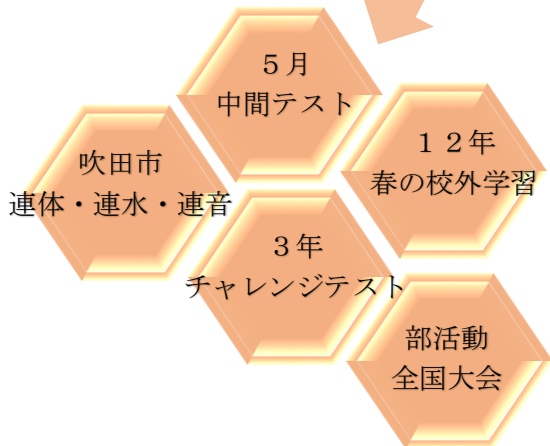 ５月
中間テスト
１２年
春の校外学習
吹田市
連体・連水・連音
３年
チャレンジテスト
部活動
全国大会